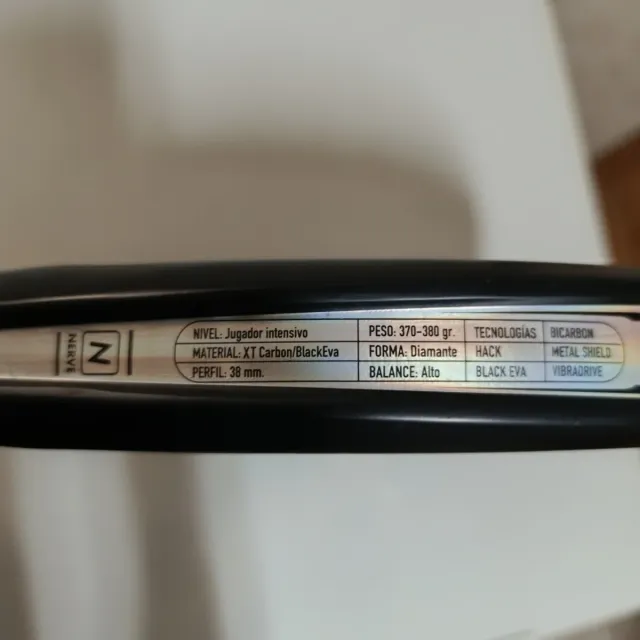 N
NERVE
NIVEL: Jugador intensivo
MATERIAL: XT Carbon/BlackEva
PERFIL: 38 mm.
PESO: 370-380 gr.
FORMA: Diamante
BALANCE: Alto
TECNOLOGÍAS
HACK
BLACK EVA
BICARBON
METAL SHIELD
VIBRADRIVE